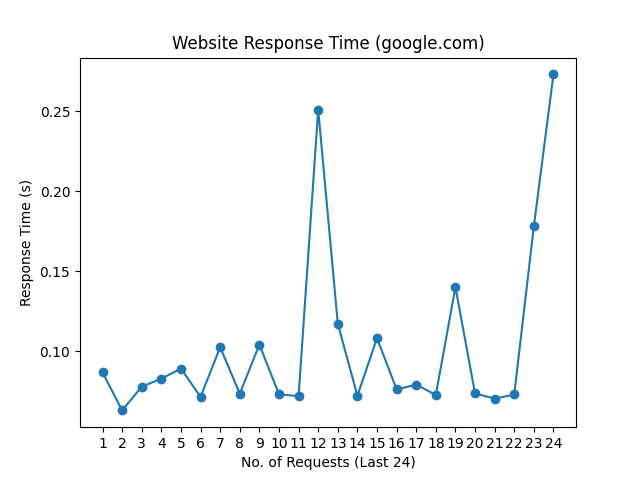 Website Response Time (google.com)
Response Time (s)
0.25
0.20
0.15
0.10
1 2 3 4 5 6 7 8 9 10 11 12 13 14 15 16 17 18 19 20 21 22 23 24
No. of Requests (Last 24)